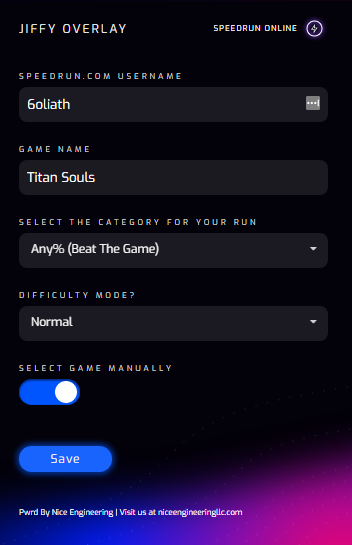 JIFFY OVERLAY
SPEEDRUN ONLINE
SPEEDRUN.COM USERNAME
6oliath
GAME NAME
Titan Souls
SELECT THE CATEGORY FOR YOUR RUN
Any% (Beat The Game)
DIFFICULTY MODE?
Normal
SELECT GAME MANUALLY
Save
Pwrd By Nice Engineering | Visit us at niceengineeringllc.com